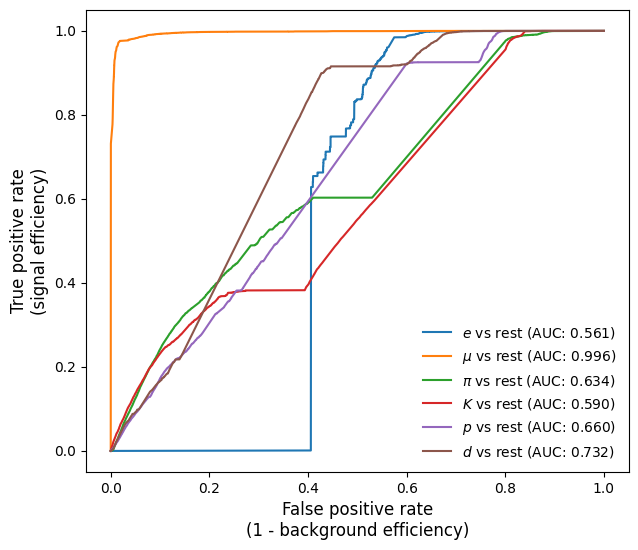 True positive rate
(signal efficiency)
1.0
0.8
0.6
0.4
0.2
0.0
0.0 0.2 0.4 0.6 0.8 1.0
False positive rate
(1 - background efficiency)
e vs rest (AUC: 0.561)
μ vs rest (AUC: 0.996)
π vs rest (AUC: 0.634)
K vs rest (AUC: 0.590)
p vs rest (AUC: 0.660)
d vs rest (AUC: 0.732)